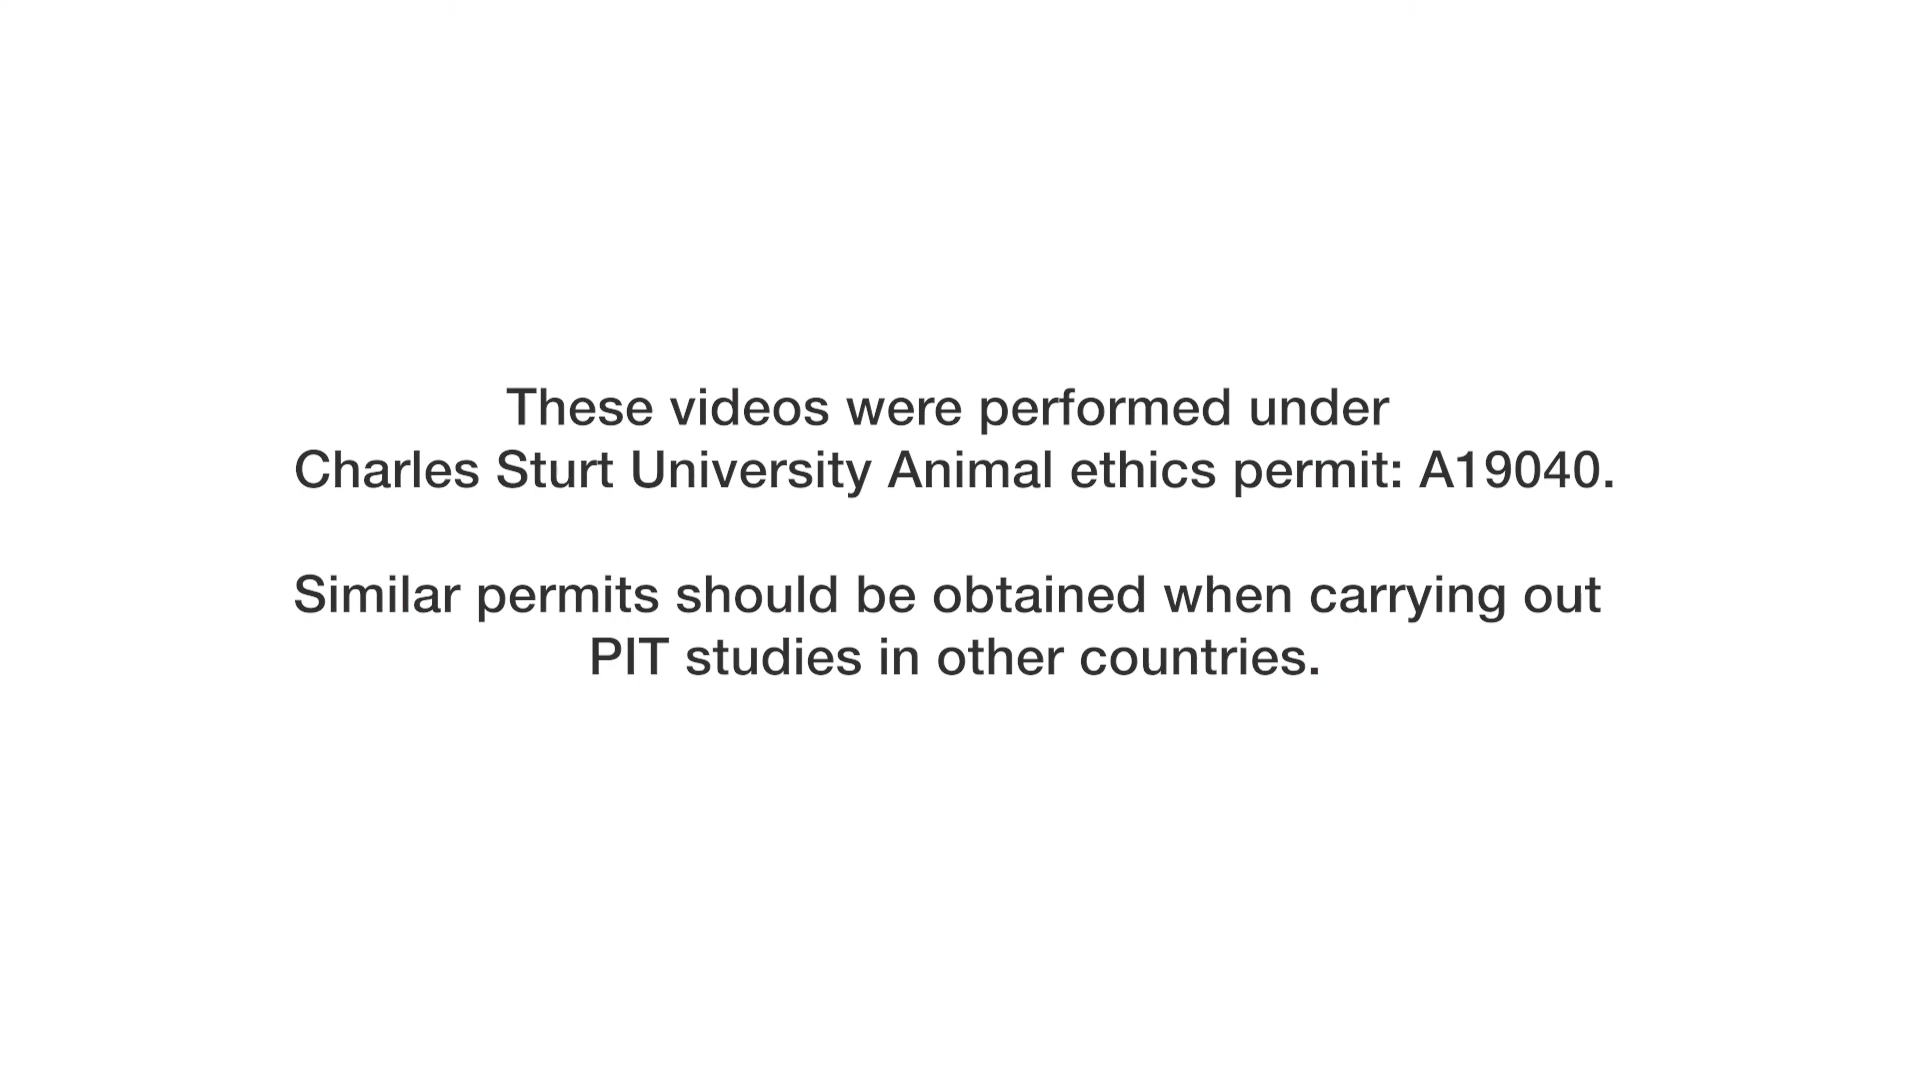 These videos were performed under
Charles Sturt University Animal ethics permit: A19040.
Similar permits should be obtained when carrying out
PIT studies in other countries.